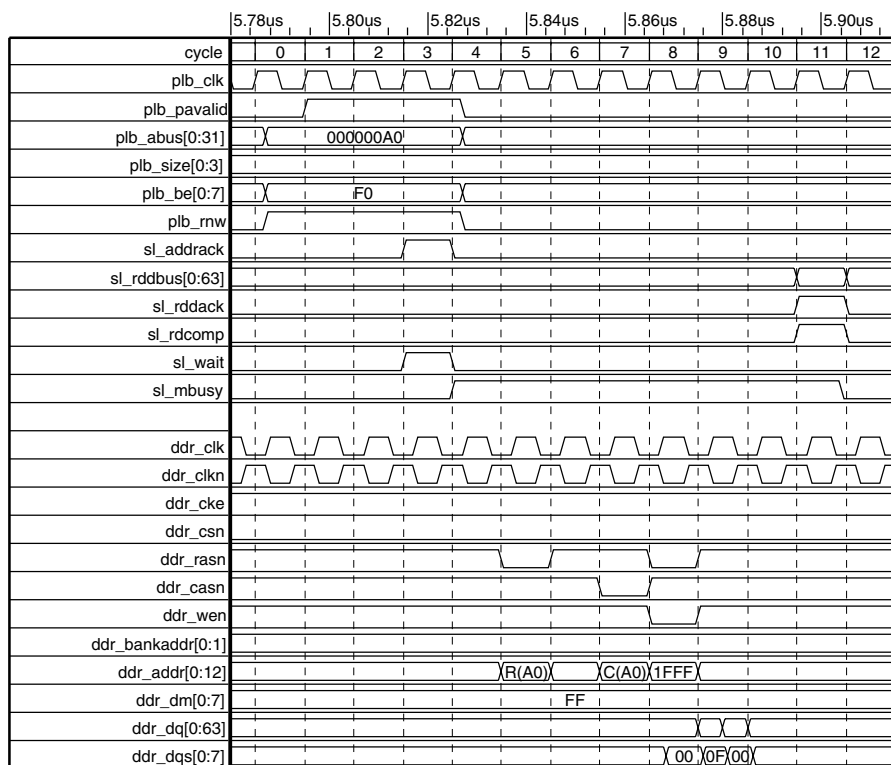 5.78us 5.80us 5.82us 5.84us 5.86us 5.88us 5.90us
cycle 0 1 2 3 4 5 6 7 8 9 10 11 12
plb_clk
plb_pavalid
plb_abus[0:31] 000000A0
plb_size[0:3]
plb_be[0:7] F0
plb_rnw
sl_addrack
sl_rddbus[0:63]
sl_rddack
sl_rdcomp
sl_wait
sl_mbusy
ddr_clk
ddr_clkn
ddr_cke
ddr_csn
ddr_rasn
ddr_casn
ddr_wen
ddr_bankaddr[0:1]
ddr_addr[0:12] R(A0) C(A0) 1FFF
ddr_dm[0:7] FF
ddr_dq[0:63]
ddr_dqs[0:7] 00 0F 00